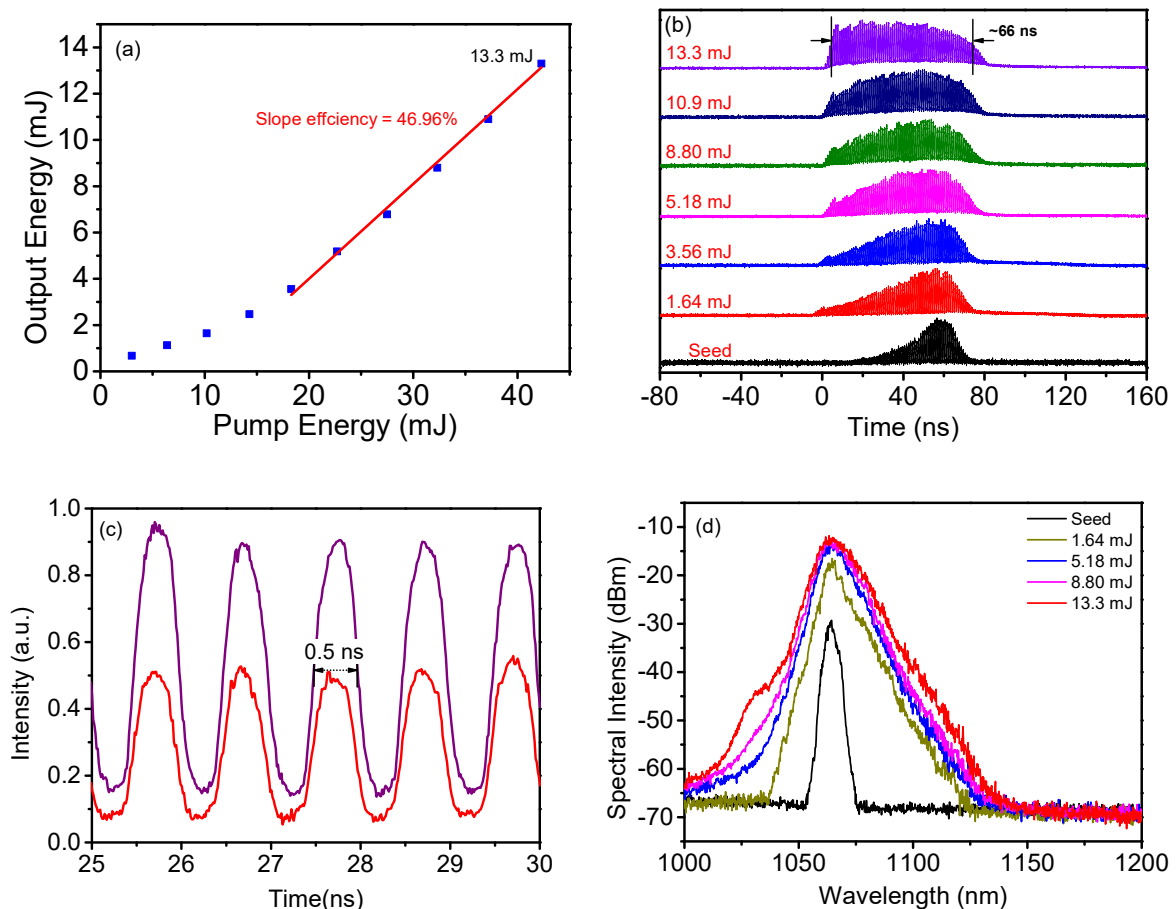 (a)
13.3 mJ
Slope effciency = 46.96%
Output Energy (mJ)
14
12
10
8
6
4
2
0
0 10 20 30 40
Pump Energy (mJ)
(b)
~66 ns
13.3 mJ
10.9 mJ
8.80 mJ
5.18 mJ
3.56 mJ
1.64 mJ
Seed
-80 -40 0 40 80 120 160
Time (ns)
(c)
0.5 ns
Intensity (a.u.)
1.0
0.8
0.6
0.4
0.2
0.0
25 26 27 28 29 30
Time(ns)
(d)
Seed
1.64 mJ
5.18 mJ
8.80 mJ
13.3 mJ
Spectral Intensity (dBm)
-10
-20
-30
-40
-50
-60
-70
1000 1050 1100 1150 1200
Wavelength (nm)